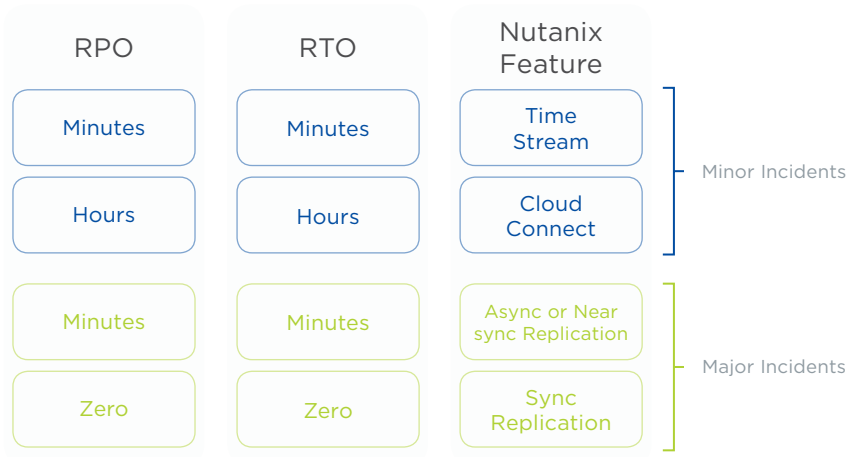 RPO
RTO
Nutanix
Feature
Minutes
Minutes
Time
Stream
Minor Incidents
Hours
Hours
Cloud
Connect
Minutes
Minutes
Async or Near
sync Replication
Major Incidents
Zero
Zero
Sync
Replication